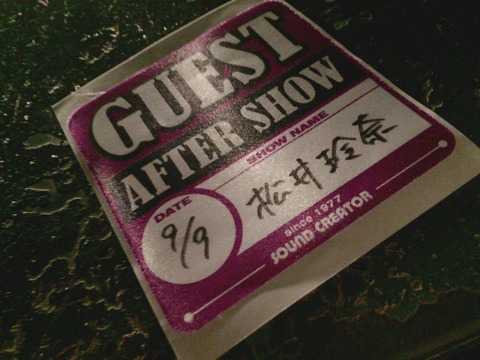 GUEST
AFTER SHOW
SHOW NAME
松井玲奈
DATE
9/9
since 1977
SOUND CREATOR